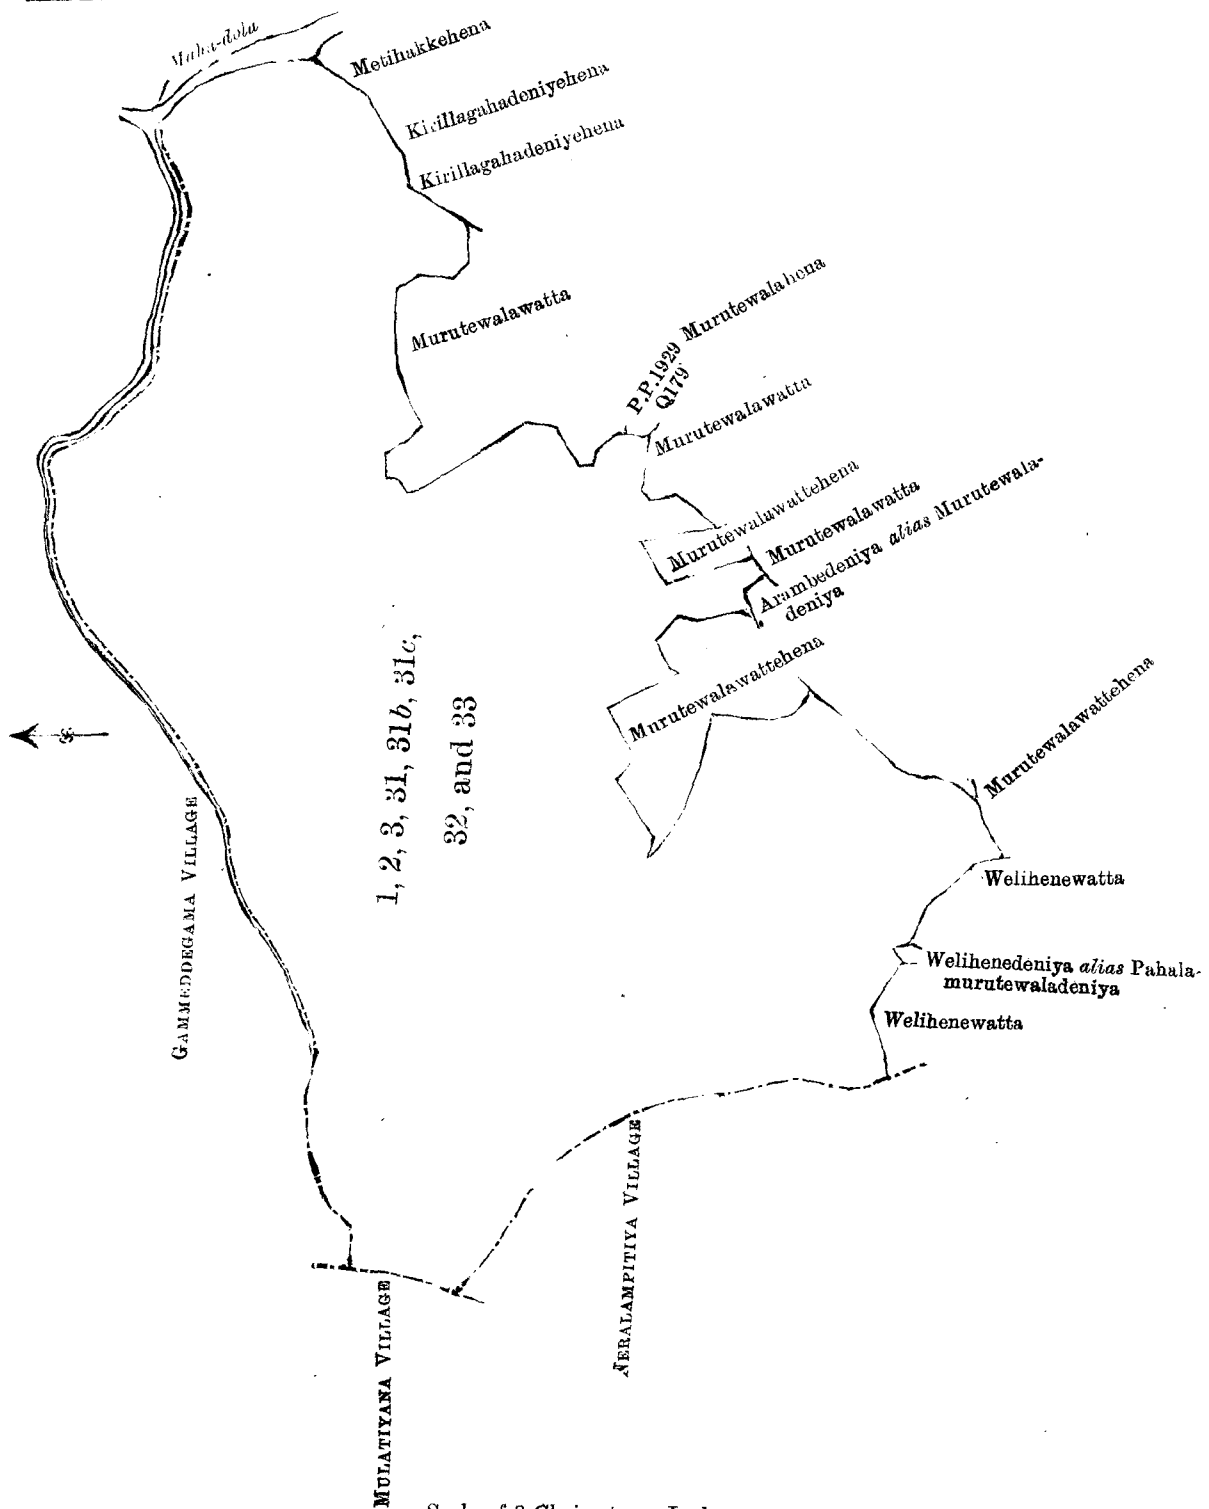 Maha-dola
Metihakkehena
Kirillagahadeniyehena
Kirillagahadeniyehena
Murutewalawatta
P.P.1929 Murutewalahena
Q179
Murutewalawatta
Murutewalawattehena
Murutewalawatta
Arambedeniya alias Murutewala-
deniya
Murutewalawattehena
Murutewalawattehena
1, 2, 3, 31, 31b, 31c,
32, and 33
GAMMEDDEGAMA VILLAGE
Welihenewatta
Welihenedeniya alias Pahala-
murutewaladeniya
Welihenewatta
NERALAMPITIYA VILLAGE
MULATIYANA VILLAGE